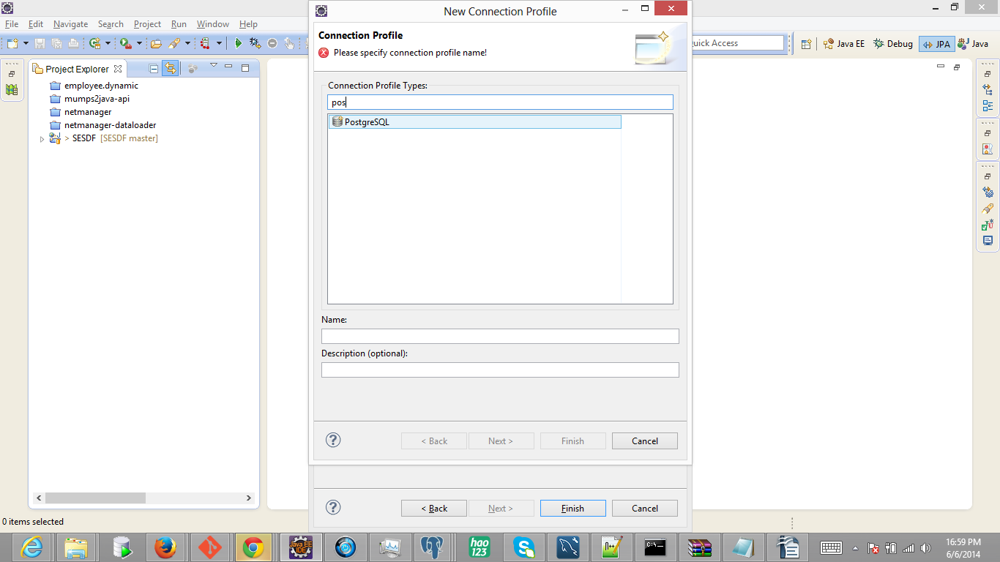 New Connection Profile
File Edit Navigate Search Project Run Window Help
Connection Profile
Please specify connection profile name!
uick Access
Java EE
Debug
JPA
Java
Project Explorer
employee.dynamic
mumps2java-api
netmanager
netmanager-dataloader
> SESDF [SESDF master]
Connection Profile Types:
pos
PostgreSQL
Name:
Description (optional):
? < Back Next > Finish Cancel
? < Back Next > Finish Cancel
0 items selected
Java EE
IDE
hao
123
C:\_
16:59 PM
6/6/2014